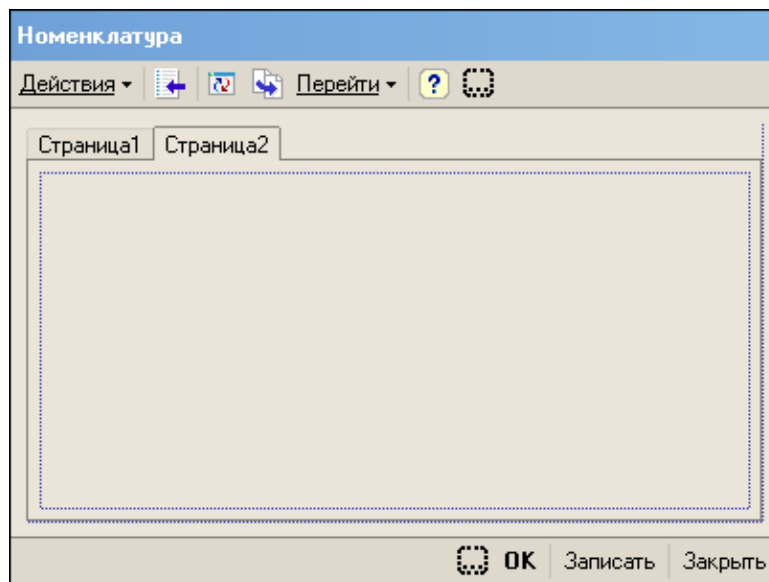 Номенклатура
Действия Перейти ?
Страница1 Страница2
OK Записать Закрыть